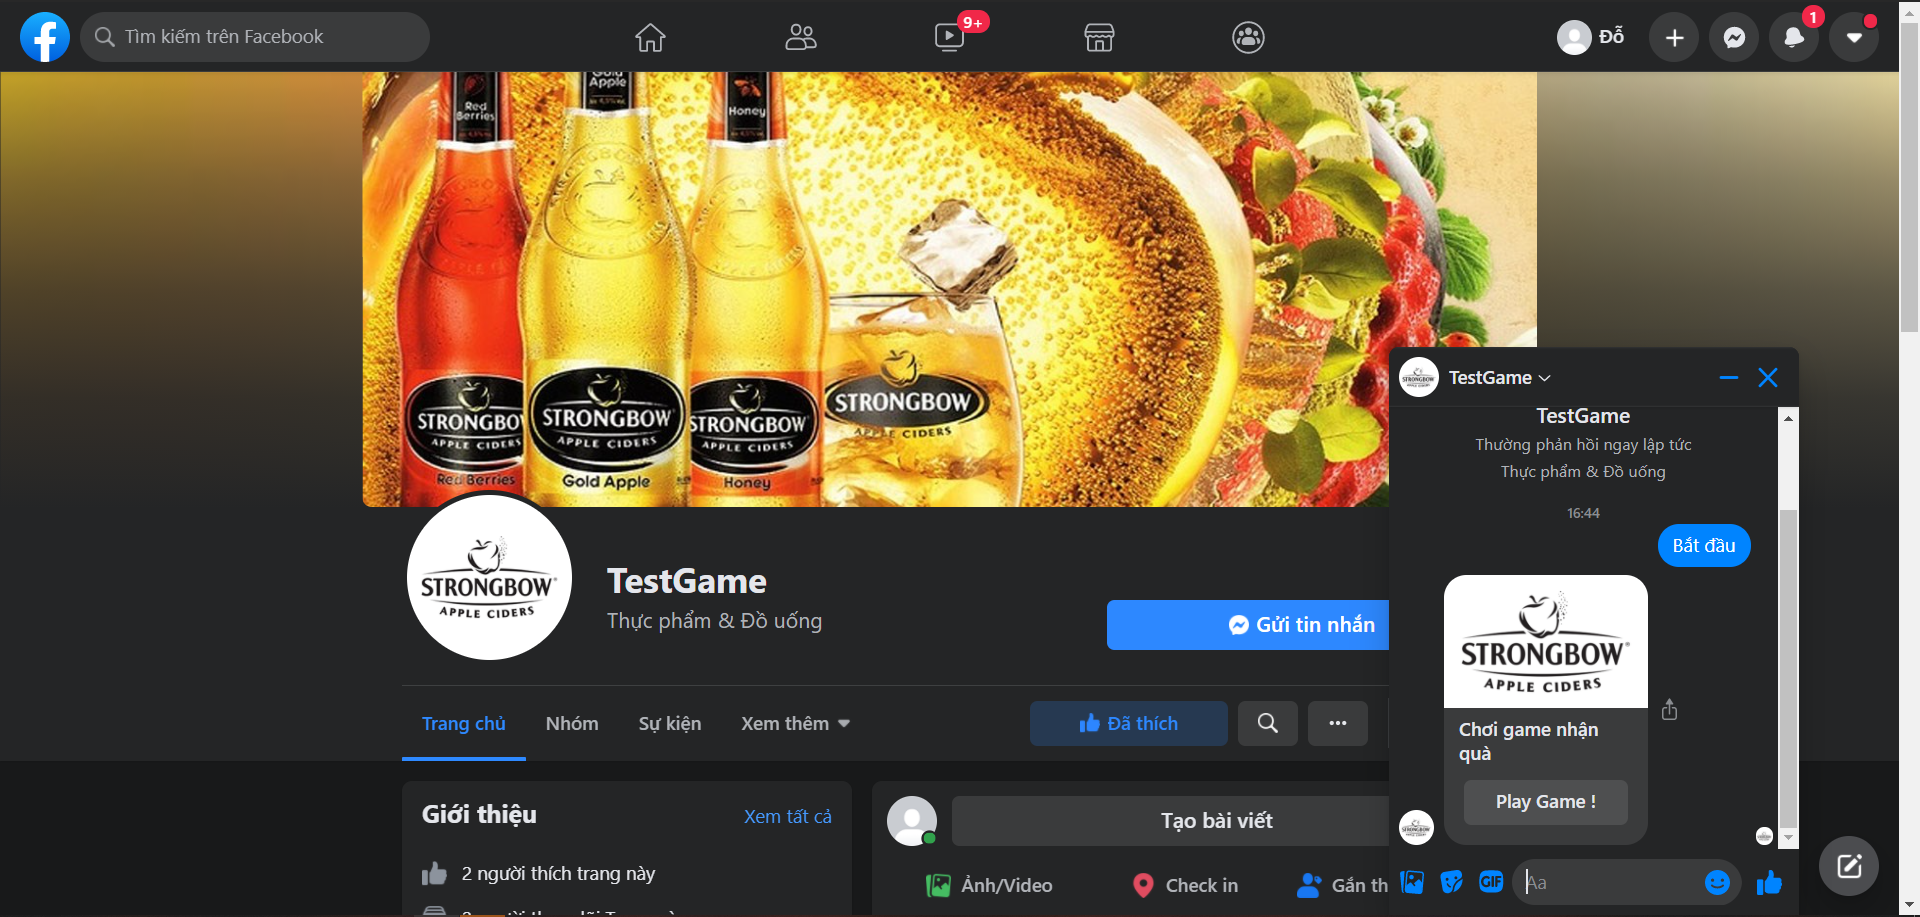 Tìm kiếm trên Facebook
9+
Đỗ
1
Red
Berries
Gold
Apple
Honey
STRONGBOW
APPLE CIDERS
Red Berries
STRONGBOW
APPLE CIDERS
Gold Apple
STRONGBOW
APPLE CIDERS
Honey
STRONGBOW
APPLE CIDERS
STRONGBOW
APPLE CIDERS
TestGame
Thực phẩm & Đồ uống
Gửi tin nhắn
Trang chủ
Nhóm
Sự kiện
Xem thêm
Đã thích
Giới thiệu
Xem tất cả
2 người thích trang này
Tạo bài viết
Ảnh/Video
Check in
Gắn th
TestGame
TestGame
Thường phản hồi ngay lập tức
Thực phẩm & Đồ uống
16:44
Bắt đầu
STRONGBOW
APPLE CIDERS
Chơi game nhận
quà
Play Game !
GIF
Aa